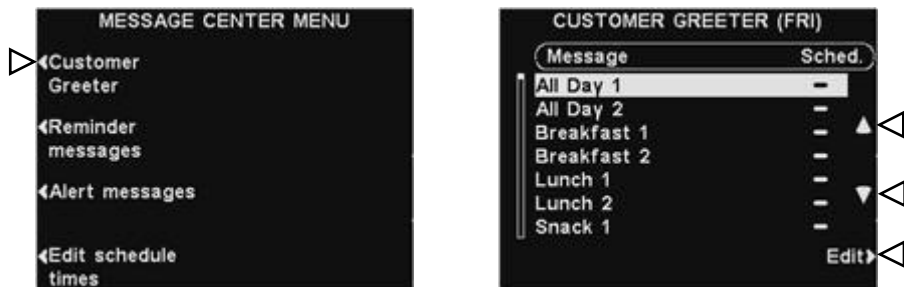 MESSAGE CENTER MENU
Customer
Greeter
Reminder
messages
Alert messages
Edit schedule
times
CUSTOMER GREETER (FRI)
Message Sched.
All Day 1 –
All Day 2 –
Breakfast 1 –
Breakfast 2 –
Lunch 1 –
Lunch 2 –
Snack 1 –
Edit